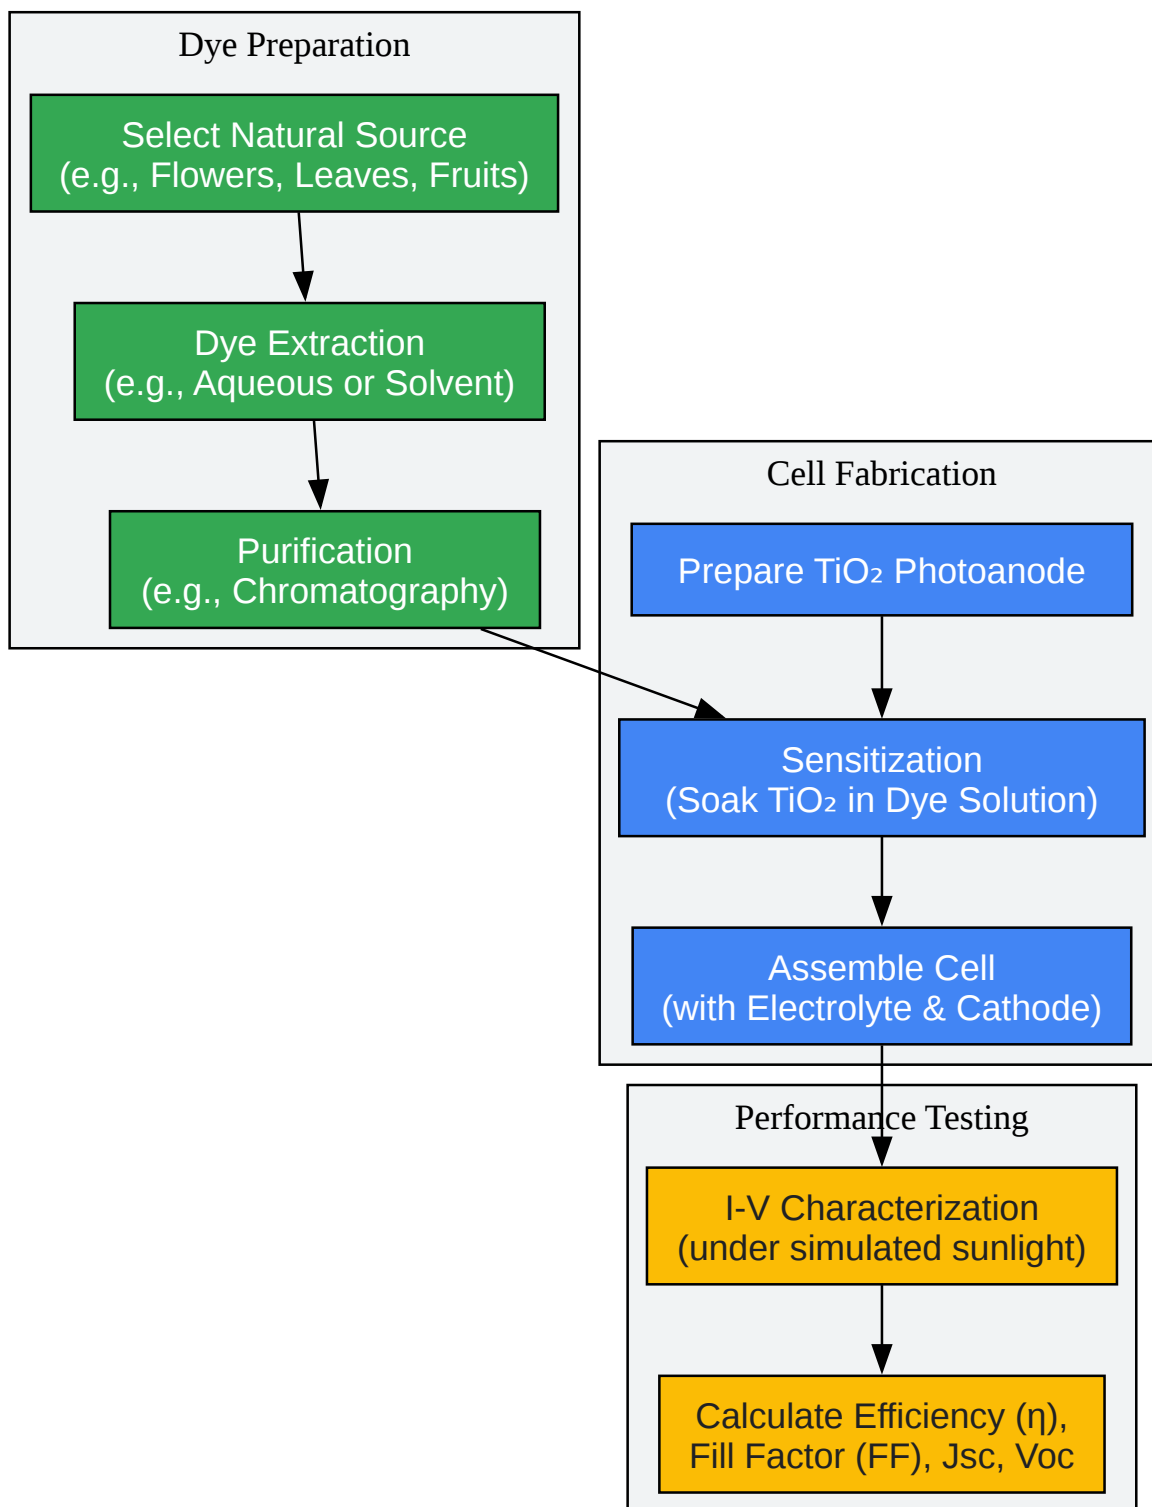 Dye Preparation
Select Natural Source
(e.g., Flowers, Leaves, Fruits)
Dye Extraction
(e.g., Aqueous or Solvent)
Purification
(e.g., Chromatography)
Cell Fabrication
Prepare TiO₂ Photoanode
Sensitization
(Soak TiO₂ in Dye Solution)
Assemble Cell
(with Electrolyte & Cathode)
Performance Testing
I-V Characterization
(under simulated sunlight)
Calculate Efficiency (η),
Fill Factor (FF), Jsc, Voc